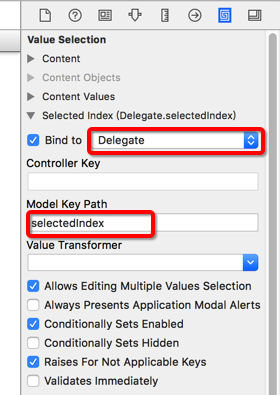 Value Selection
Content
Content Objects
Content Values
Selected Index (Delegate.selectedIndex)
Bind to Delegate
Controller Key
Model Key Path
selectedIndex
Value Transformer
Allows Editing Multiple Values Selection
Always Presents Application Modal Alerts
Conditionally Sets Enabled
Conditionally Sets Hidden
Raises For Not Applicable Keys
Validates Immediately